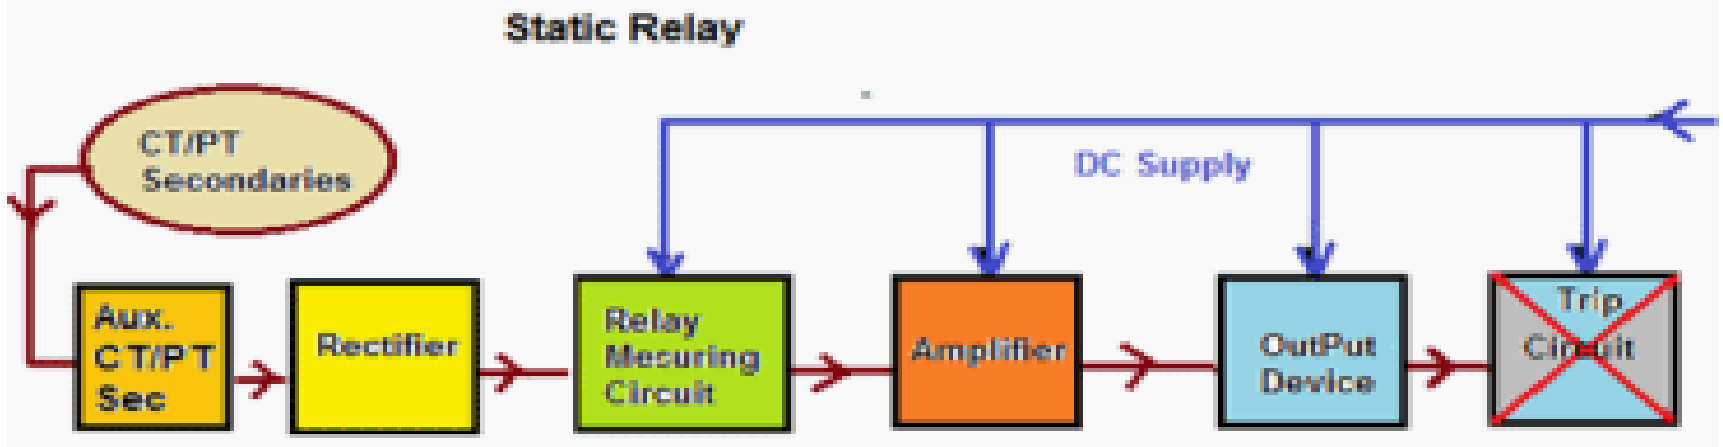 Static Relay
CT/PT
Secondaries
DC Supply
Aux.
CT/PT
Sec
Rectifier
Relay
Mesuring
Circuit
Amplifier
OutPut
Device
Trip
Circuit